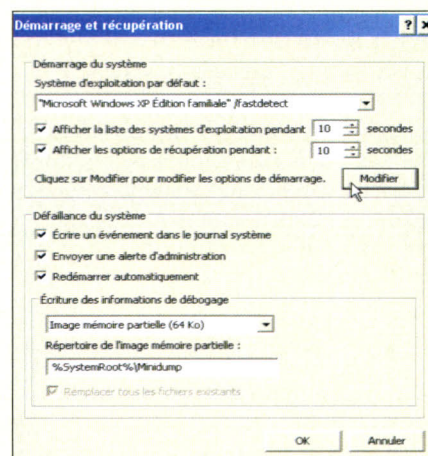 Démarrage et récupération
Démarrage du système
Système d'exploitation par défaut :
"Microsoft Windows XP Édition familiale" /fastdetect
Afficher la liste des systèmes d'exploitation pendant 10 secondes
Afficher les options de récupération pendant : 10 secondes
Cliquez sur Modifier pour modifier les options de démarrage. Modifier
Défaillance du système
Écrire un événement dans le journal système
Envoyer une alerte d'administration
Redémarrer automatiquement
Écriture des informations de débogage
Image mémoire partielle (64 Ko)
Répertoire de l'image mémoire partielle :
%SystemRoot%\Minidump
Remplacer tous les fichiers existants
OK Annuler